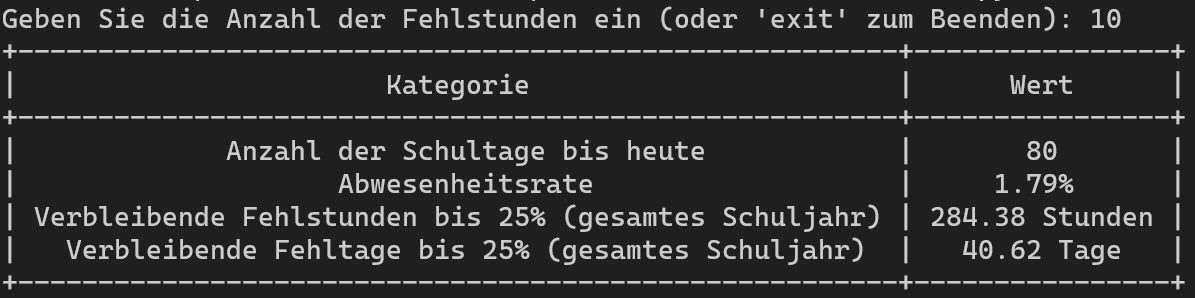 Geben Sie die Anzahl der Fehlstunden ein (oder 'exit' zum Beenden): 10
+-------------------------------------------------------+----------------+
| Kategorie | Wert |
+-------------------------------------------------------+----------------+
| Anzahl der Schultage bis heute | 80 |
| Abwesenheitsrate | 1.79% |
| Verbleibende Fehlstunden bis 25% (gesamtes Schuljahr) | 284.38 Stunden |
| Verbleibende Fehltage bis 25% (gesamtes Schuljahr) | 40.62 Tage |
+-------------------------------------------------------+----------------+